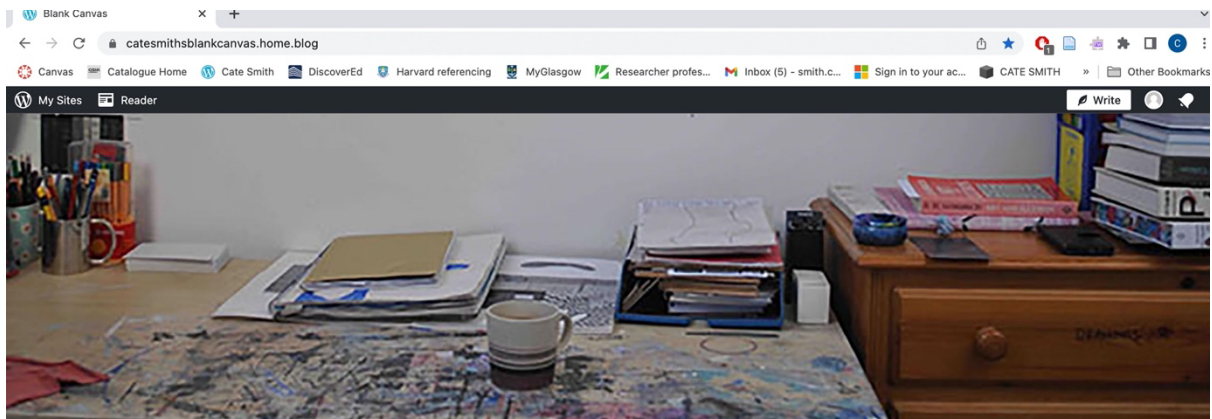 Blank Canvas
catesmithsblankcanvas.home.blog
Canvas Catalogue Home Cate Smith DiscoverEd Harvard referencing MyGlasgow Researcher profes... Inbox (5) - smith.c... Sign in to your ac... CATE SMITH » Other Bookmarks
My Sites Reader Write